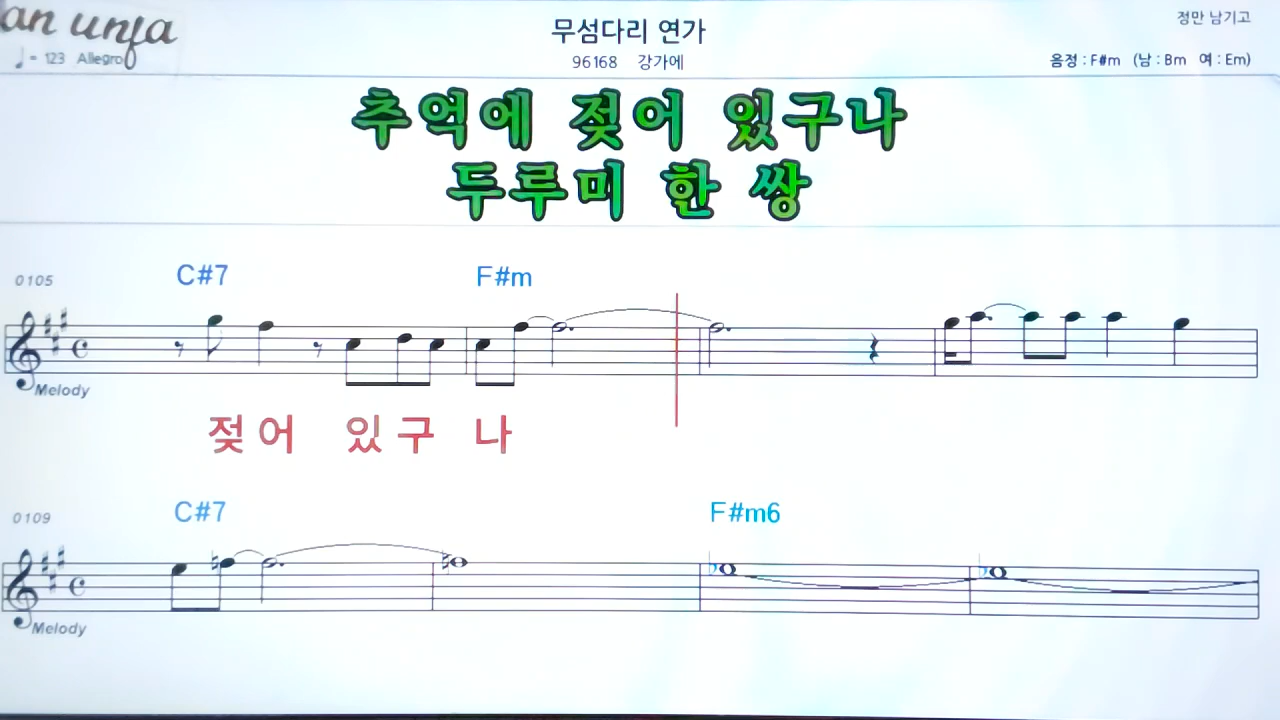 an unja
무섬다리 연가
정만 남기고
♩= 123 Allegro
96168 강가에
음정 : F#m (남 : Bm 여 : Em)
추억에 젖어 있구나
두루미 한 쌍
0105
C#7 F#m
Melody
젖 어 있 구 나
0109
C#7 F#m6
Melody